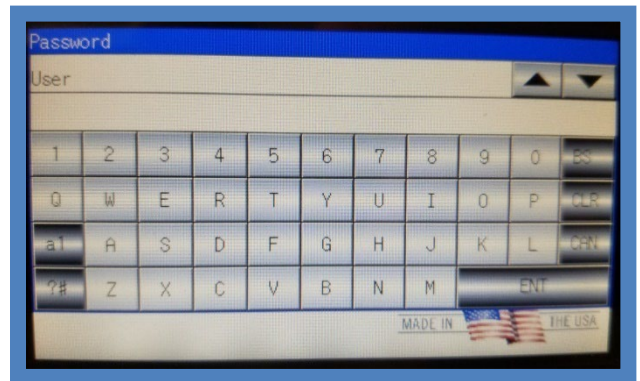 Password
User
1 2 3 4 5 6 7 8 9 0 BS
Q W E R T Y U I O P CLR
a1 A S D F G H J K L CAN
?# Z X C V B N M ENT
MADE IN THE USA